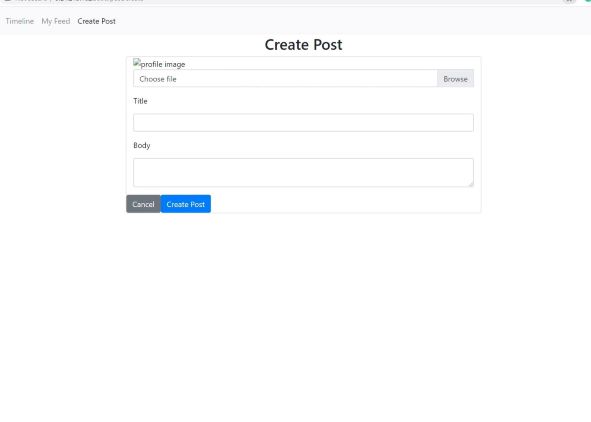 Timeline My Feed Create Post
Create Post
profile image
Choose file Browse
Title
Body
Cancel Create Post